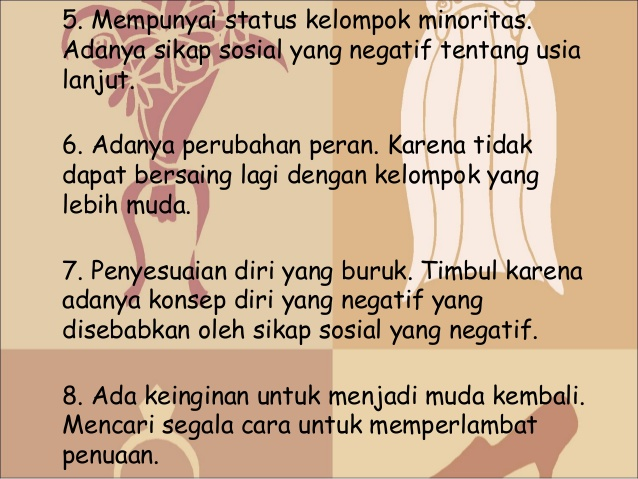 5. Mempunyai status kelompok minoritas.
Adanya sikap sosial yang negatif tentang usia
lanjut.
6. Adanya perubahan peran. Karena tidak
dapat bersaing lagi dengan kelompok yang
lebih muda.
7. Penyesuaian diri yang buruk. Timbul karena
adanya konsep diri yang negatif yang
disebabkan oleh sikap sosial yang negatif.
8. Ada keinginan untuk menjadi muda kembali.
Mencari segala cara untuk memperlambat
penuaan.